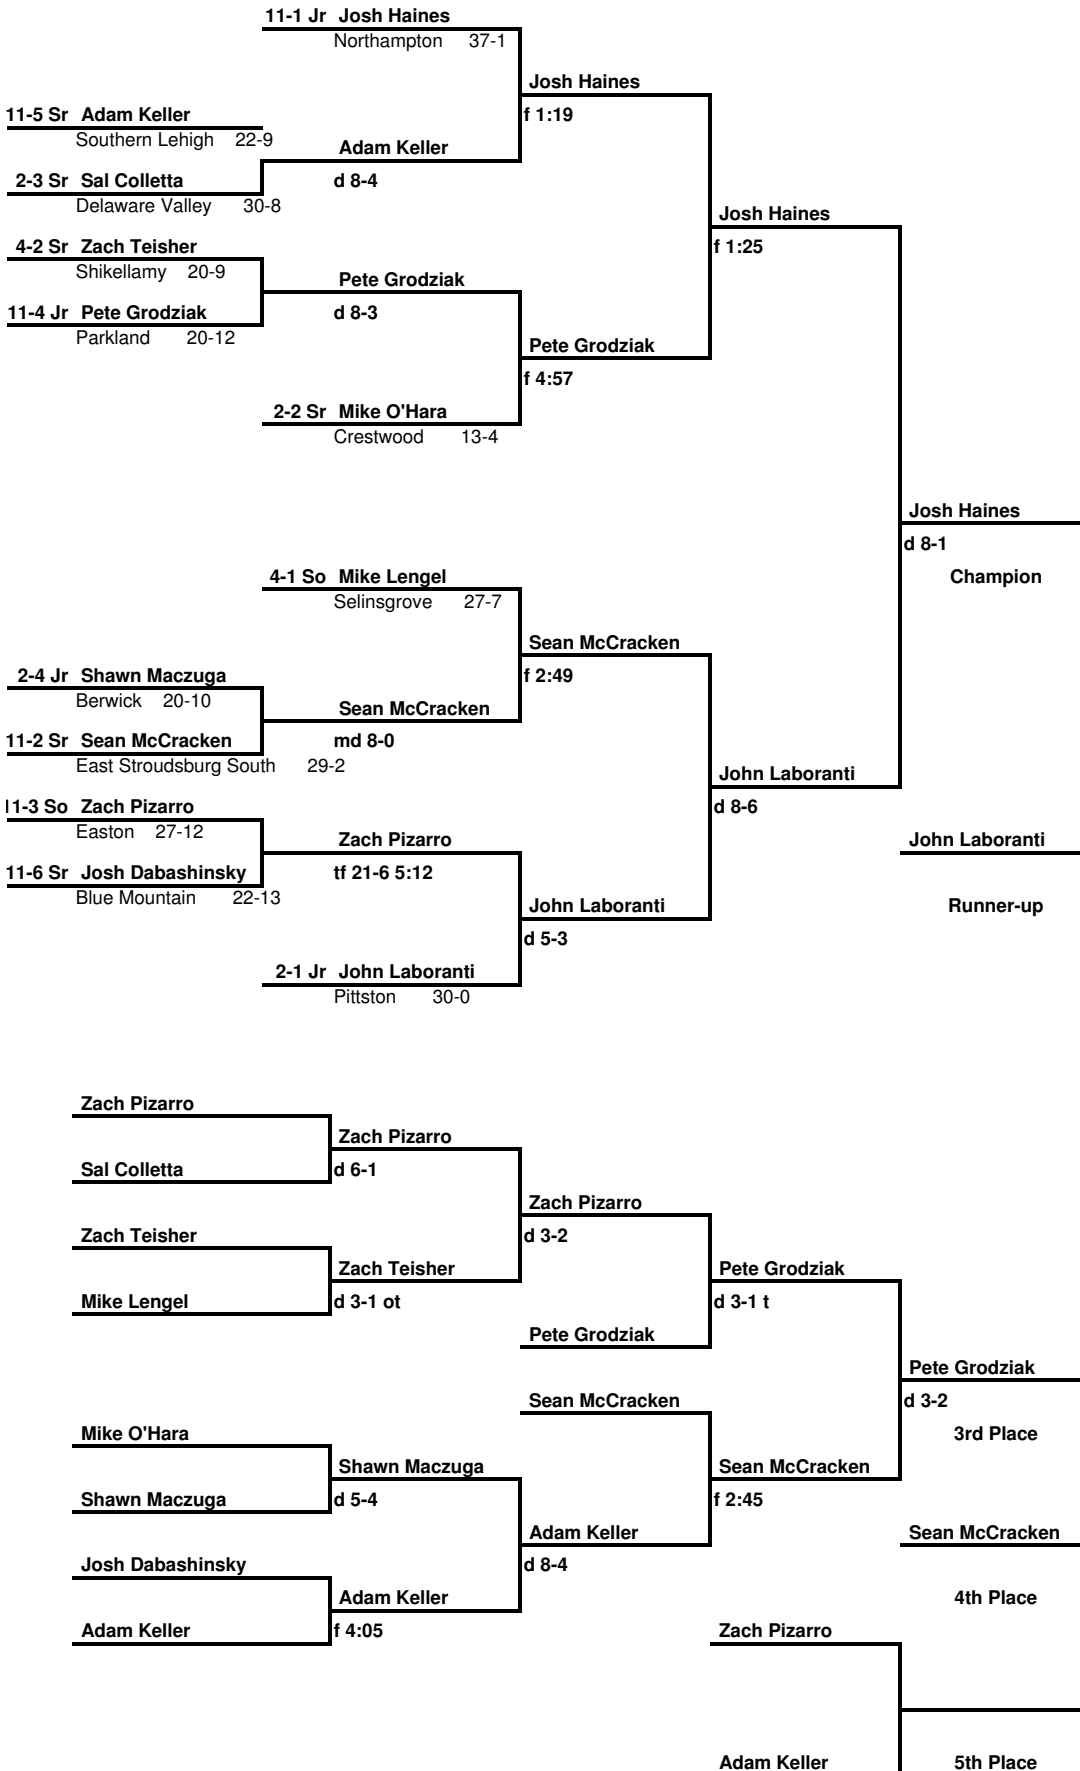 11-1 Jr Josh Haines
Northampton 37-1
Josh Haines
11-5 Sr Adam Keller
f 1:19
Southern Lehigh 22-9
Adam Keller
2-3 Sr Sal Colletta
d 8-4
Delaware Valley 30-8
Josh Haines
4-2 Sr Zach Teisher
f 1:25
Shikellamy 20-9
Pete Grodziak
11-4 Jr Pete Grodziak
d 8-3
Parkland 20-12
Pete Grodziak
f 4:57
2-2 Sr Mike O'Hara
Crestwood 13-4
Josh Haines
d 8-1
4-1 So Mike Lengel
Champion
Selinsgrove 27-7
Sean McCracken
2-4 Jr Shawn Maczuga
f 2:49
Berwick 20-10
Sean McCracken
11-2 Sr Sean McCracken
md 8-0
East Stroudsburg South 29-2
John Laboranti
11-3 So Zach Pizarro
d 8-6
Easton 27-12
Zach Pizarro
John Laboranti
11-6 Sr Josh Dabashinsky
tf 21-6 5:12
Blue Mountain 22-13
John Laboranti
Runner-up
d 5-3
2-1 Jr John Laboranti
Pittston 30-0
Zach Pizarro
Zach Pizarro
Sal Colletta
d 6-1
Zach Pizarro
Zach Teisher
d 3-2
Zach Teisher
Pete Grodziak
Mike Lengel
d 3-1 ot
d 3-1 t
Pete Grodziak
Pete Grodziak
Sean McCracken
d 3-2
Mike O'Hara
3rd Place
Shawn Maczuga
Sean McCracken
Shawn Maczuga
d 5-4
f 2:45
Adam Keller
Sean McCracken
Josh Dabashinsky
d 8-4
Adam Keller
4th Place
Adam Keller
f 4:05
Zach Pizarro
Adam Keller
5th Place